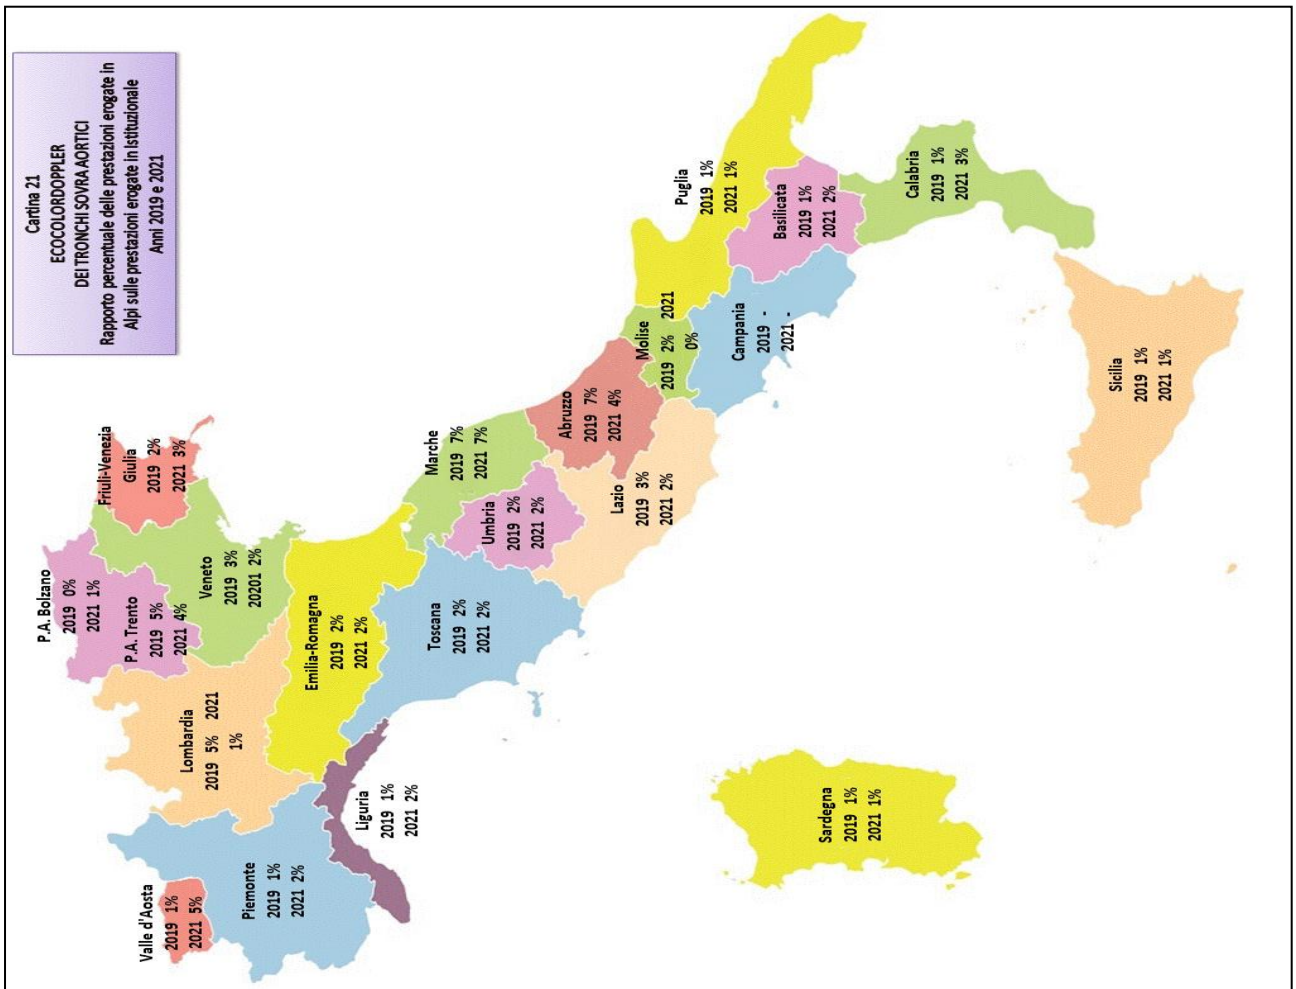 Cartina 21
ECOCOLORDOPPLER
DEI TRONCHI SOVRA AORTICI
Rapporto percentuale delle prestazioni erogate in
Alpi sulle prestazioni erogate in Istituzionale
Anni 2019 e 2021
Valle d'Aosta
2019 1%
2021 5%
Piemonte
2019 1%
2021 2%
Liguria
2019 1%
2021 2%
Lombardia
2019 5% 2021
1%
P.A. Bolzano
2019 0%
2021 1%
P.A. Trento
2019 5%
2021 4%
Veneto
2019 3%
20201 2%
Friuli-Venezia
Giulia
2019 2%
2021 3%
Emilia-Romagna
2019 2%
2021 2%
Toscana
2019 2%
2021 2%
Marche
2019 7%
2021 7%
Umbria
2019 2%
2021 2%
Lazio
2019 3%
2021 2%
Abruzzo
2019 7%
2021 4%
Molise
2019 2% 2021
0%
Campania
2019 -
2021 -
Puglia
2019 1%
2021 1%
Basilicata
2019 1%
2021 2%
Calabria
2019 1%
2021 3%
Sicilia
2019 1%
2021 1%
Sardegna
2019 1%
2021 1%